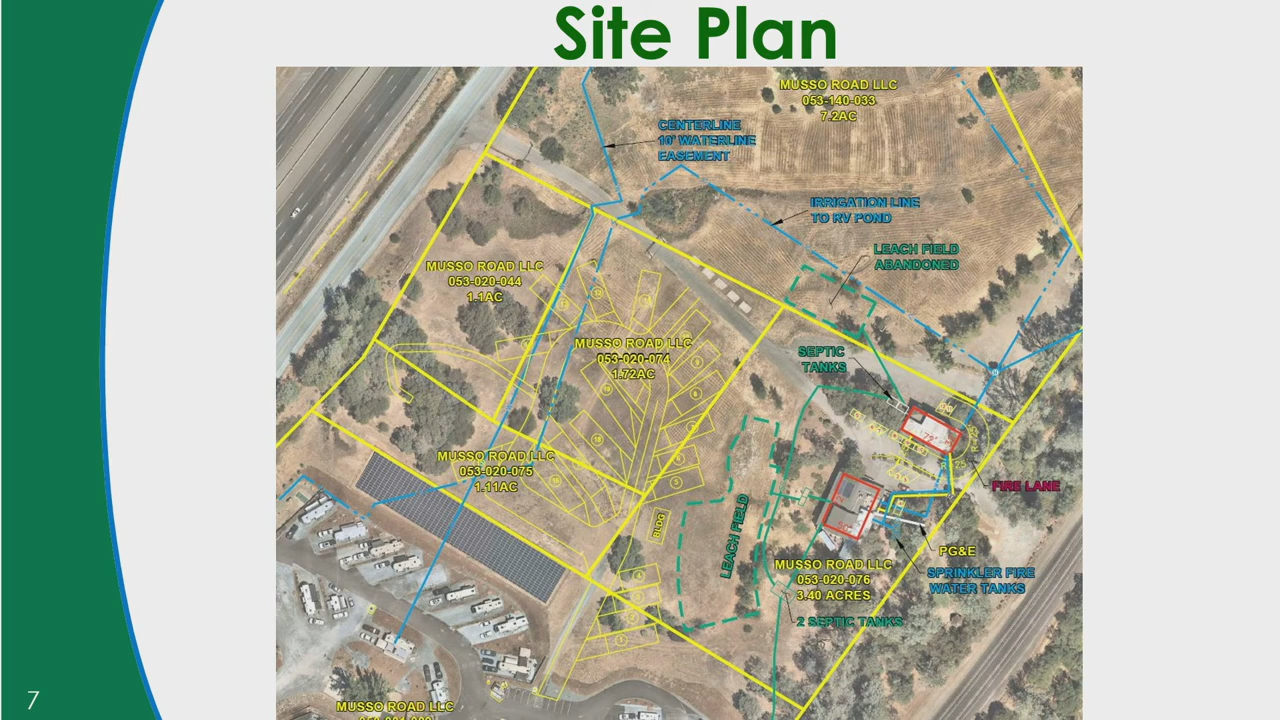 Site Plan
MUSSO ROAD LLC
053-140-033
7.2AC
CENTERLINE
10' WATERLINE
EASEMENT
IRRIGATION LINE
TO RV POND
LEACH FIELD
ABANDONED
MUSSO ROAD LLC
053-020-044
1.1AC
MUSSO ROAD LLC
053-020-074
1.72AC
SEPTIC
TANKS
MUSSO ROAD LLC
053-020-075
1.11AC
FIRE LANE
BLDG
LEACH FIELD
PG&E
MUSSO ROAD LLC
053-020-076
3.40 ACRES
SPRINKLER FIRE
WATER TANKS
2 SEPTIC TANKS
MUSSO ROAD LLC
7